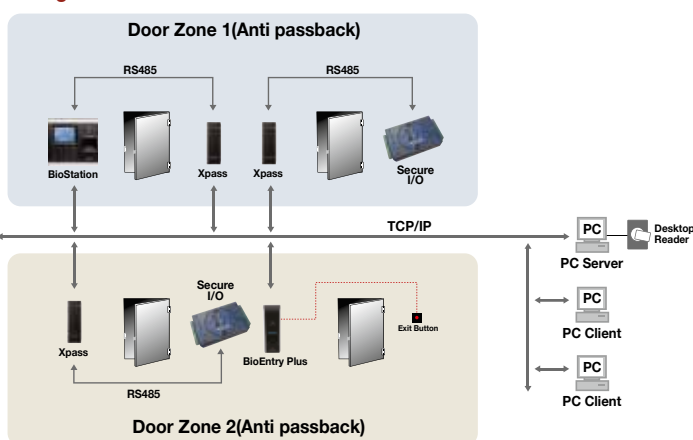 Door Zone 1(Anti passback)
RS485
RS485
BioStation
Xpass
Xpass
Secure
I/O
TCP/IP
PC
Desktop
Reader
PC Server
Secure
I/O
Xpass
BioEntry Plus
Exit Button
PC
PC Client
RS485
PC
PC Client
Door Zone 2(Anti passback)